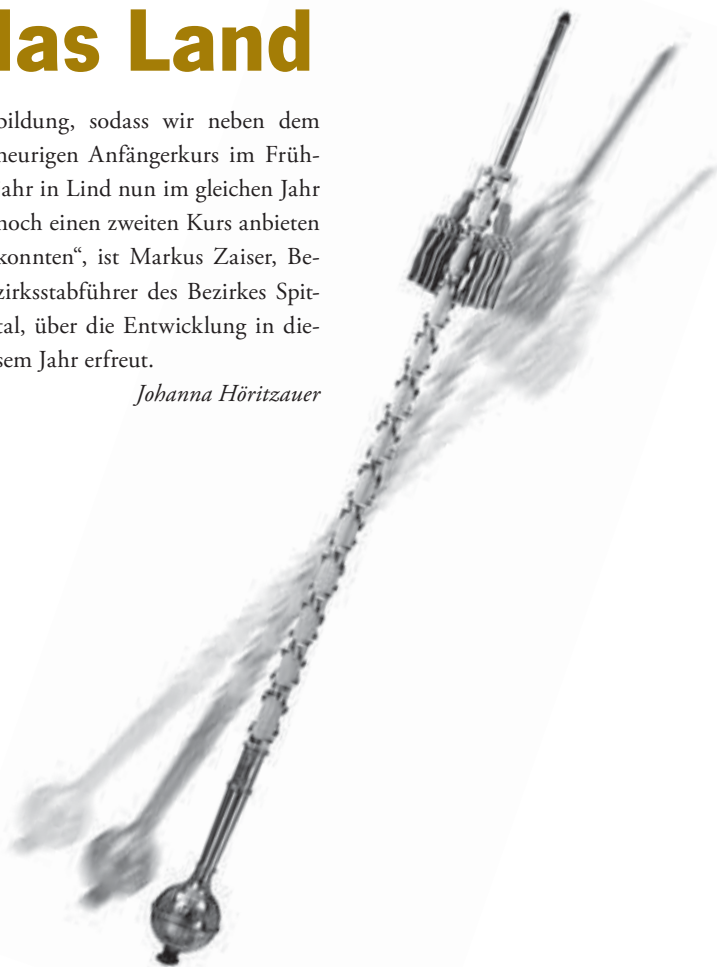 das Land
bildung, sodass wir neben dem
heurigen Anfängerkurs im Früh-
jahr in Lind nun im gleichen Jahr
noch einen zweiten Kurs anbieten
konnten“, ist Markus Zaiser, Be-
zirksstabführer des Bezirkes Spit-
tal, über die Entwicklung in die-
sem Jahr erfreut.
Johanna Höritzauer